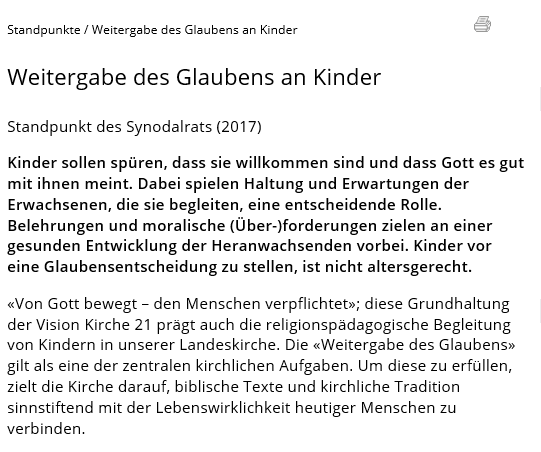 Standpunkte / Weitergabe des Glaubens an Kinder
Weitergabe des Glaubens an Kinder
Standpunkt des Synodalrats (2017)
Kinder sollen spüren, dass sie willkommen sind und dass Gott es gut
mit ihnen meint. Dabei spielen Haltung und Erwartungen der
Erwachsenen, die sie begleiten, eine entscheidende Rolle.
Belehrungen und moralische (Über-)forderungen zielen an einer
gesunden Entwicklung der Heranwachsenden vorbei. Kinder vor
eine Glaubensentscheidung zu stellen, ist nicht altersgerecht.
«Von Gott bewegt – den Menschen verpflichtet»; diese Grundhaltung
der Vision Kirche 21 prägt auch die religionspädagogische Begleitung
von Kindern in unserer Landeskirche. Die «Weitergabe des Glaubens»
gilt als eine der zentralen kirchlichen Aufgaben. Um diese zu erfüllen,
zielt die Kirche darauf, biblische Texte und kirchliche Tradition
sinnstiftend mit der Lebenswirklichkeit heutiger Menschen zu
verbinden.